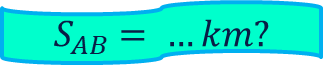 S_AB = ... km?